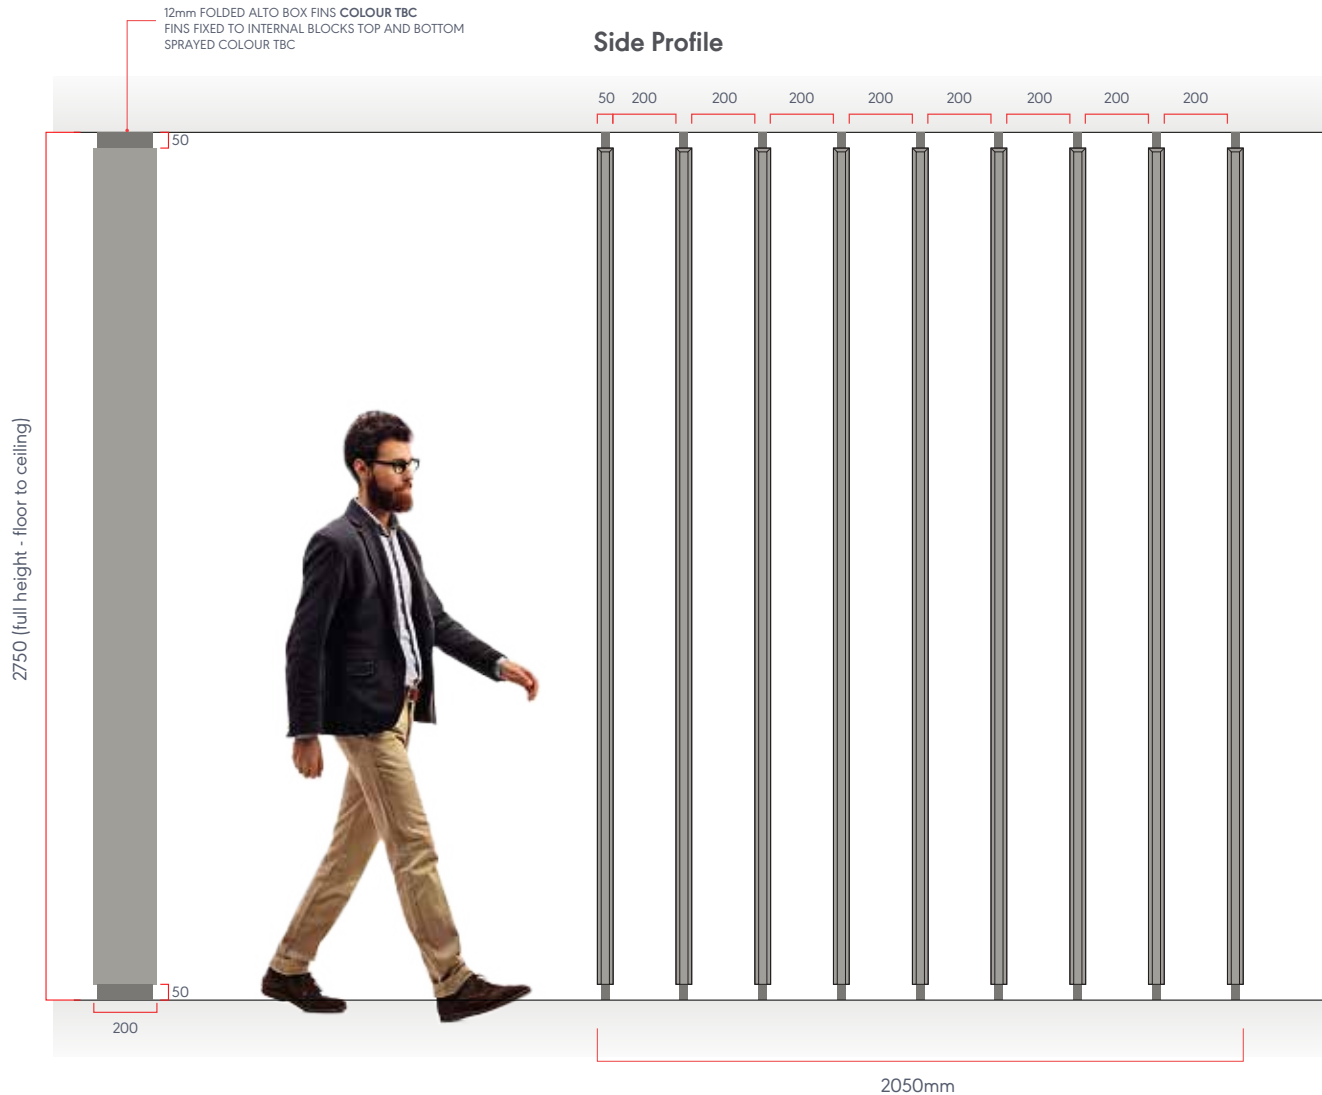 12mm FOLDED ALTO BOX FINS COLOUR TBC
FINS FIXED TO INTERNAL BLOCKS TOP AND BOTTOM
SPRAYED COLOUR TBC
Side Profile
50 200 200 200 200 200 200 200 200
50
2750 (full height - floor to ceiling)
50
200
2050mm